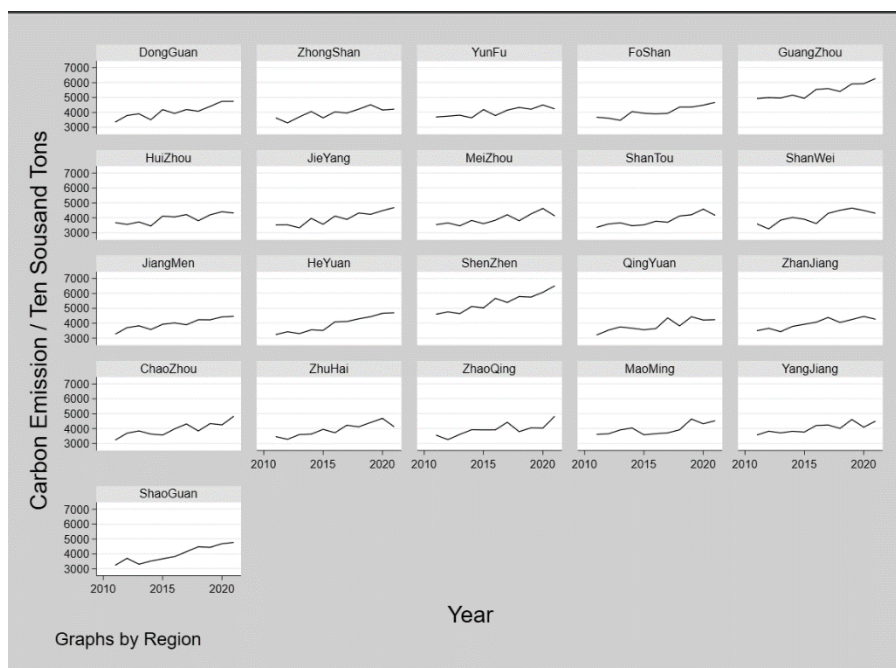 DongGuan ZhongShan YunFu FoShan GuangZhou
7000
6000
5000
4000
3000
HuiZhou JieYang MeiZhou ShanTou ShanWei
7000
6000
5000
4000
3000
JiangMen HeYuan ShenZhen QingYuan ZhanJiang
7000
6000
5000
4000
3000
ChaoZhou ZhuHai ZhaoQing MaoMing YangJiang
7000
6000
5000
4000
3000
2010 2015 2020 2010 2015 2020 2010 2015 2020 2010 2015 2020
ShaoGuan
7000
6000
5000
4000
3000
2010 2015 2020
Carbon Emission / Ten Sousand Tons
Year
Graphs by Region